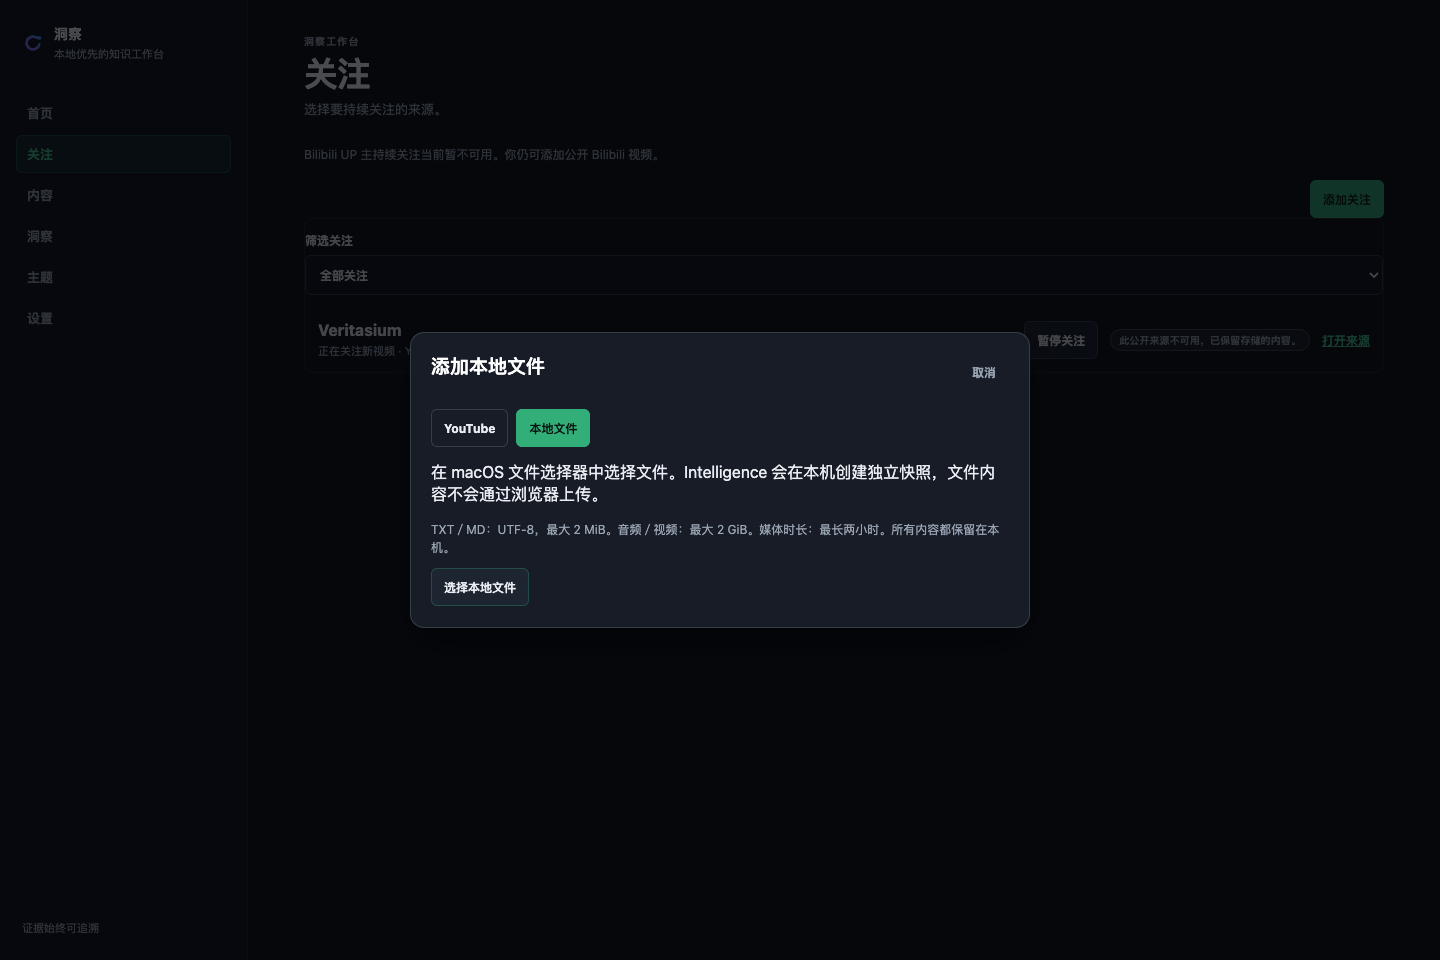 洞察
本地优先的知识工作台
首页
关注
内容
洞察
主题
设置
证据始终可追溯
洞察工作台
关注
选择要持续关注的来源。
Bilibili UP 主持续关注当前暂不可用。你仍可添加公开 Bilibili 视频。
添加关注
筛选关注
全部关注
Veritasium
正在关注新视频 · Y
暂停关注
此公开来源不可用，已保留存储的内容。
打开来源
添加本地文件
取消
YouTube
本地文件
在 macOS 文件选择器中选择文件。Intelligence 会在本机创建独立快照，文件内
容不会通过浏览器上传。
TXT / MD：UTF-8，最大 2 MiB。音频 / 视频：最大 2 GiB。媒体时长：最长两小时。所有内容都保留在本
机。
选择本地文件